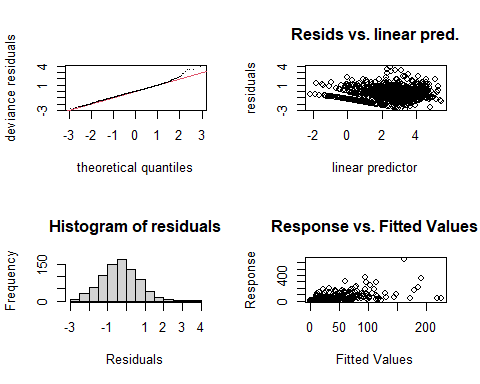 deviance residuals
4
1
-3
-3 -2 -1 0 1 2 3
theoretical quantiles
Resids vs. linear pred.
residuals
4
1
-3
-2 0 2 4
linear predictor
Histogram of residuals
Frequency
150
0
-3 -1 0 1 2 3 4
Residuals
Response vs. Fitted Values
Response
400
0
0 50 100 200
Fitted Values